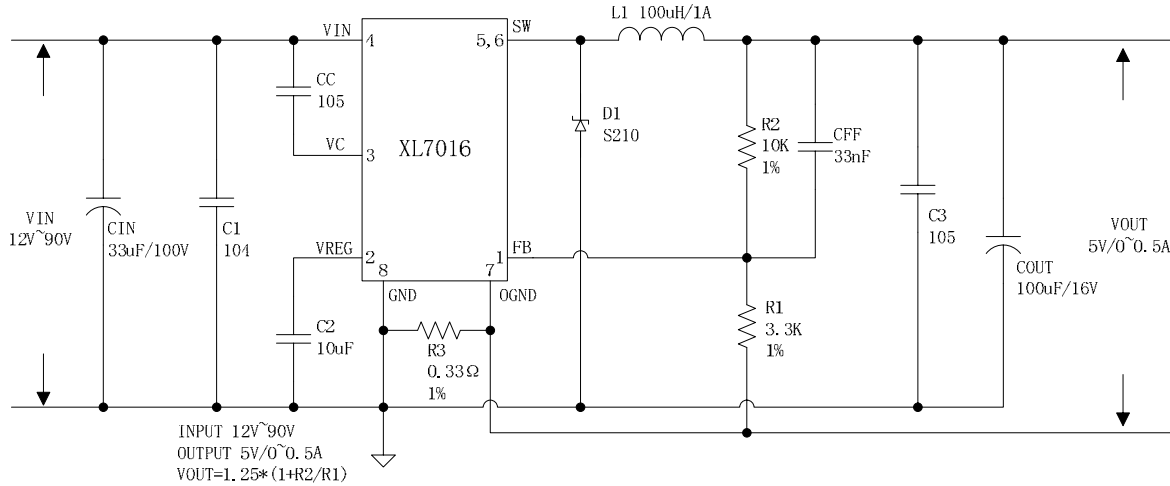 L1 100uH/1A
VIN
4
5,6
SW
CC
105
VC
3
XL7016
D1
S210
R2
10K
1%
CFF
33nF
VIN
12V~90V
CIN
33uF/100V
C1
104
VREG
2
1
FB
8
7
GND
OGND
C3
105
VOUT
5V/0~0.5A
COUT
100uF/16V
C2
10uF
R3
0.33Ω
1%
R1
3.3K
1%
INPUT 12V~90V
OUTPUT 5V/0~0.5A
VOUT=1.25*(1+R2/R1)